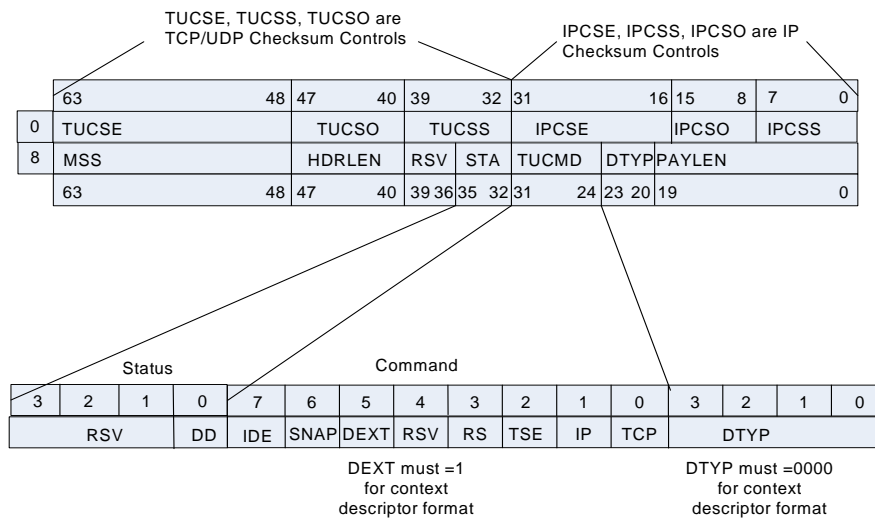 TUCSE, TUCSS, TUCSO are
TCP/UDP Checksum Controls
IPCSE, IPCSS, IPCSO are IP
Checksum Controls
63 48 47 40 39 32 31 16 15 8 7 0
0 TUCSE TUCSO TUCSS IPCSE IPCSO IPCSS
8 MSS HDRLEN RSV STA TUCMD DTYP PAYLEN
63 48 47 40 39 36 35 32 31 24 23 20 19 0
Status Command
3 2 1 0 7 6 5 4 3 2 1 0 3 2 1 0
RSV DD IDE SNAP DEXT RSV RS TSE IP TCP DTYP
DEXT must =1
for context
descriptor format
DTYP must =0000
for context
descriptor format